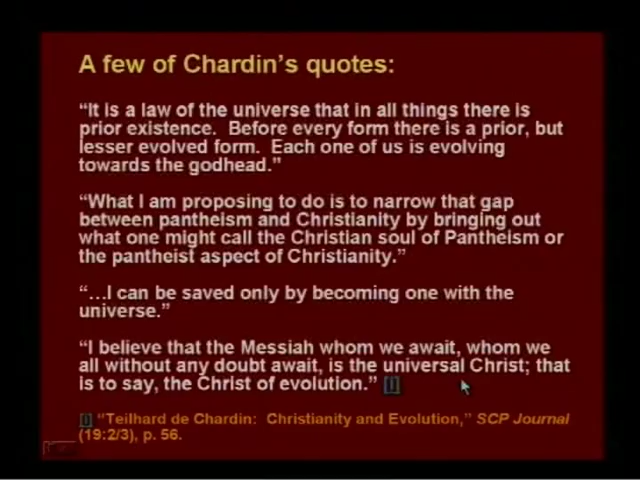 A few of Chardin's quotes:
"It is a law of the universe that in all things there is
prior existence. Before every form there is a prior, but
lesser evolved form. Each one of us is evolving
towards the godhead."
"What I am proposing to do is to narrow that gap
between pantheism and Christianity by bringing out
what one might call the Christian soul of Pantheism or
the pantheist aspect of Christianity."
"…I can be saved only by becoming one with the
universe."
"I believe that the Messiah whom we await, whom we
all without any doubt await, is the universal Christ; that
is to say, the Christ of evolution." [i]
[i] "Teilhard de Chardin: Christianity and Evolution," SCP Journal
(19:2/3), p. 56.